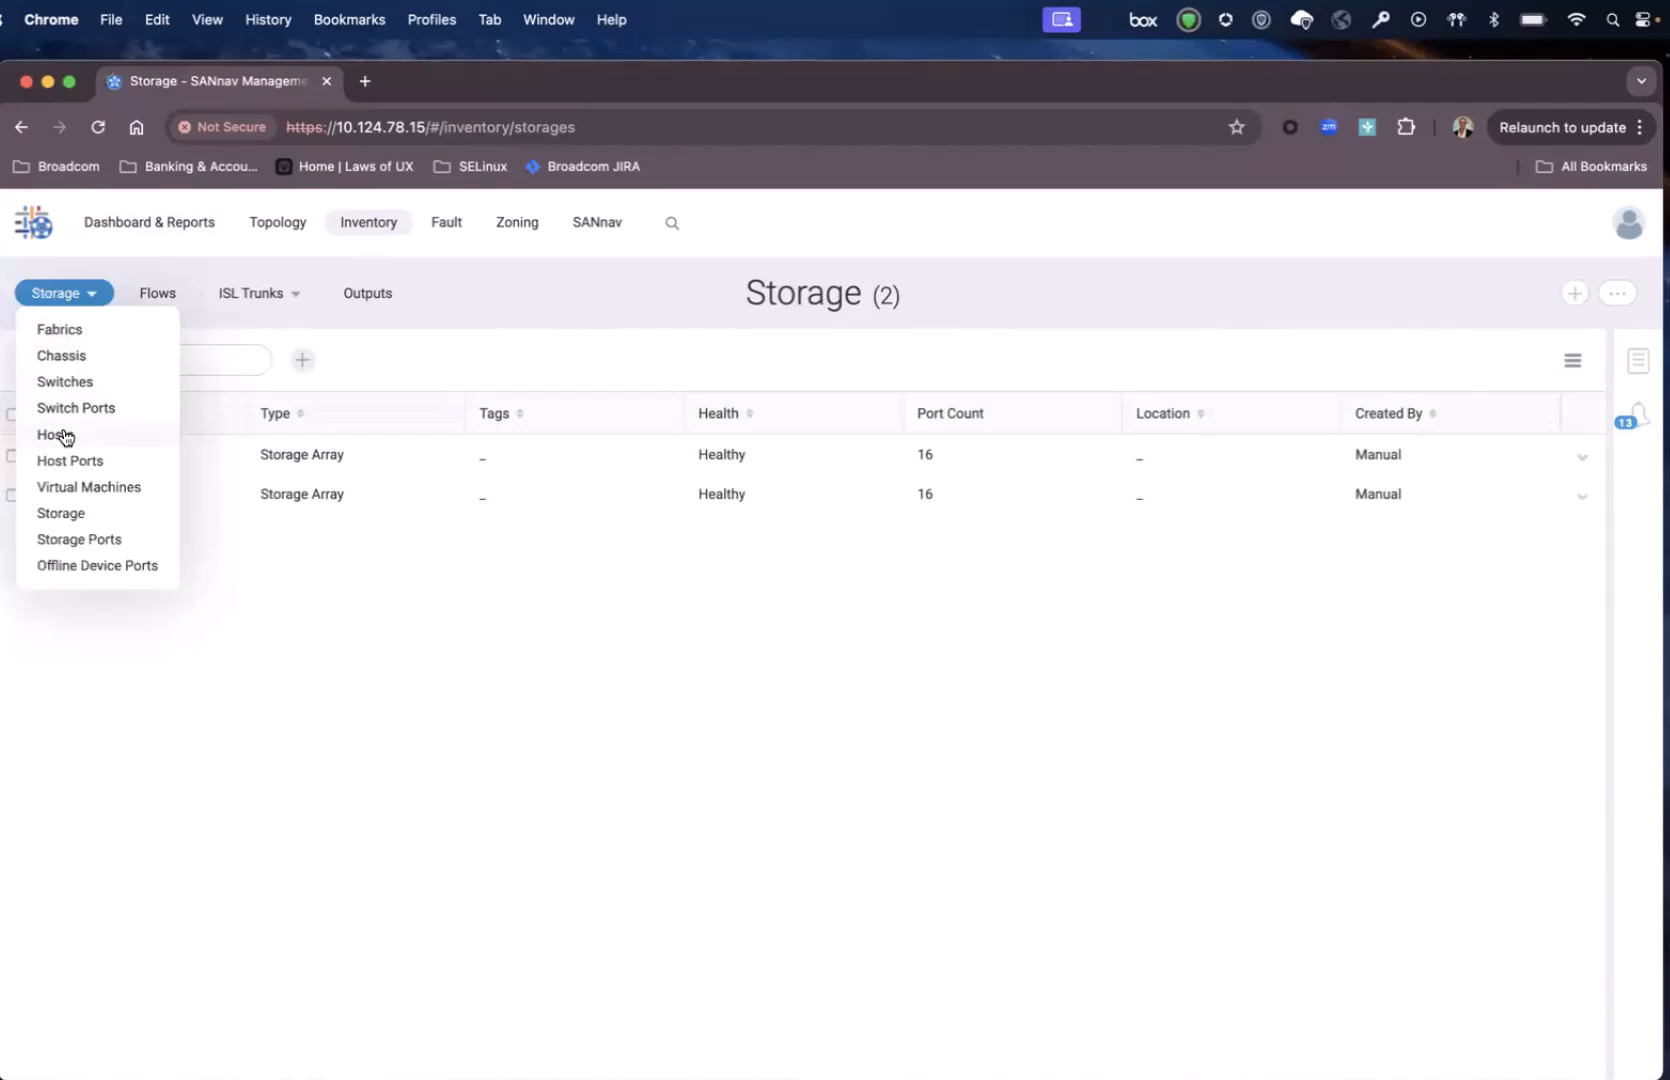 Chrome File Edit View History Bookmarks Profiles Tab Window Help box
Storage - SANnav Manageme
Not Secure https://10.124.78.15/#/inventory/storages zm Relaunch to update
Broadcom Banking & Accou... Home | Laws of UX SELinux Broadcom JIRA All Bookmarks
Dashboard & Reports Topology Inventory Fault Zoning SANnav
Storage Flows ISL Trunks Outputs Storage (2)
Fabrics
Chassis
Switches
Switch Ports
Host Ports
Virtual Machines
Storage
Storage Ports
Offline Device Ports
Type Tags Health Port Count Location Created By
Storage Array _ Healthy 16 _ Manual
Storage Array _ Healthy 16 _ Manual
13